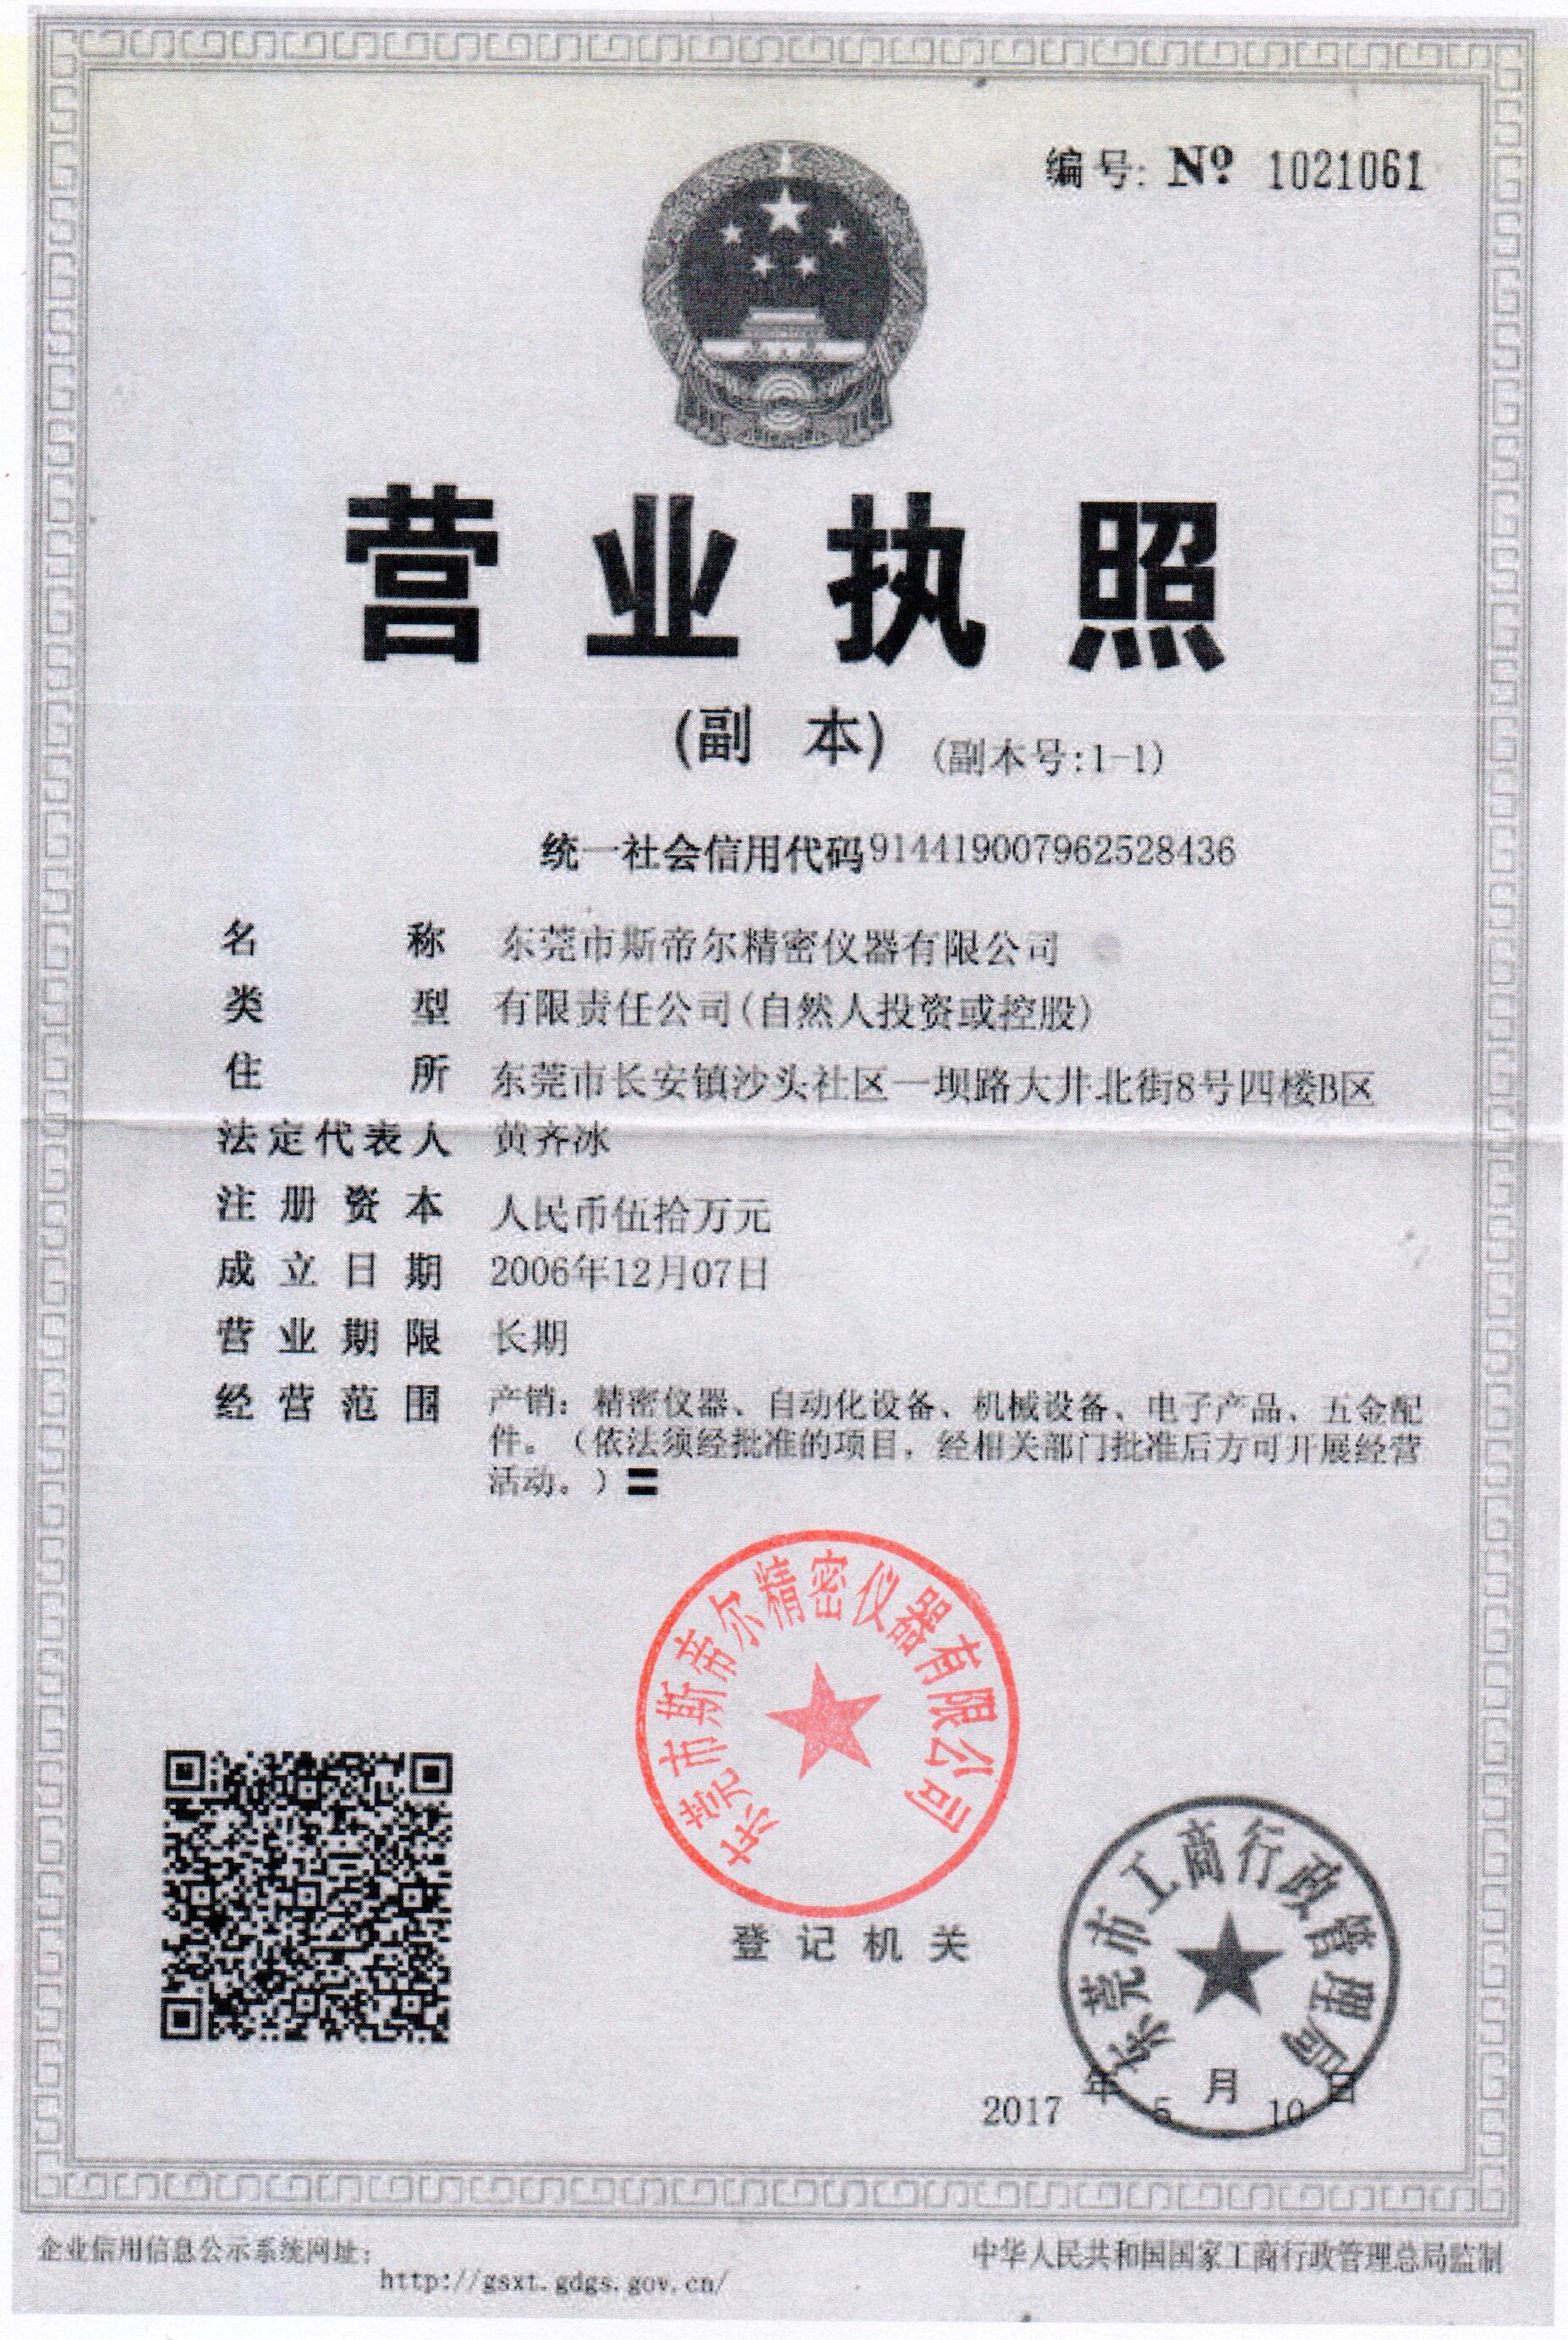 编号: № 1021061
营业执照
(副 本) (副本号:1-1)
统一社会信用代码914419007962528436
名称 东莞市斯帝尔精密仪器有限公司
类型 有限责任公司(自然人投资或控股)
住所 东莞市长安镇沙头社区一坝路大井北街8号四楼B区
法定代表人 黄齐冰
注册资本 人民币伍拾万元
成立日期 2006年12月07日
营业期限 长期
经营范围 产销：精密仪器、自动化设备、机械设备、电子产品、五金配
件。（依法须经批准的项目，经相关部门批准后方可开展经营
活动。）〓
东莞市斯帝尔精密仪器有限公司
登记机关
东莞市工商行政管理局
2017年5月10日
企业信用信息公示系统网址：
http://gsxt.gdgs.gov.cn/
中华人民共和国国家工商行政管理总局监制